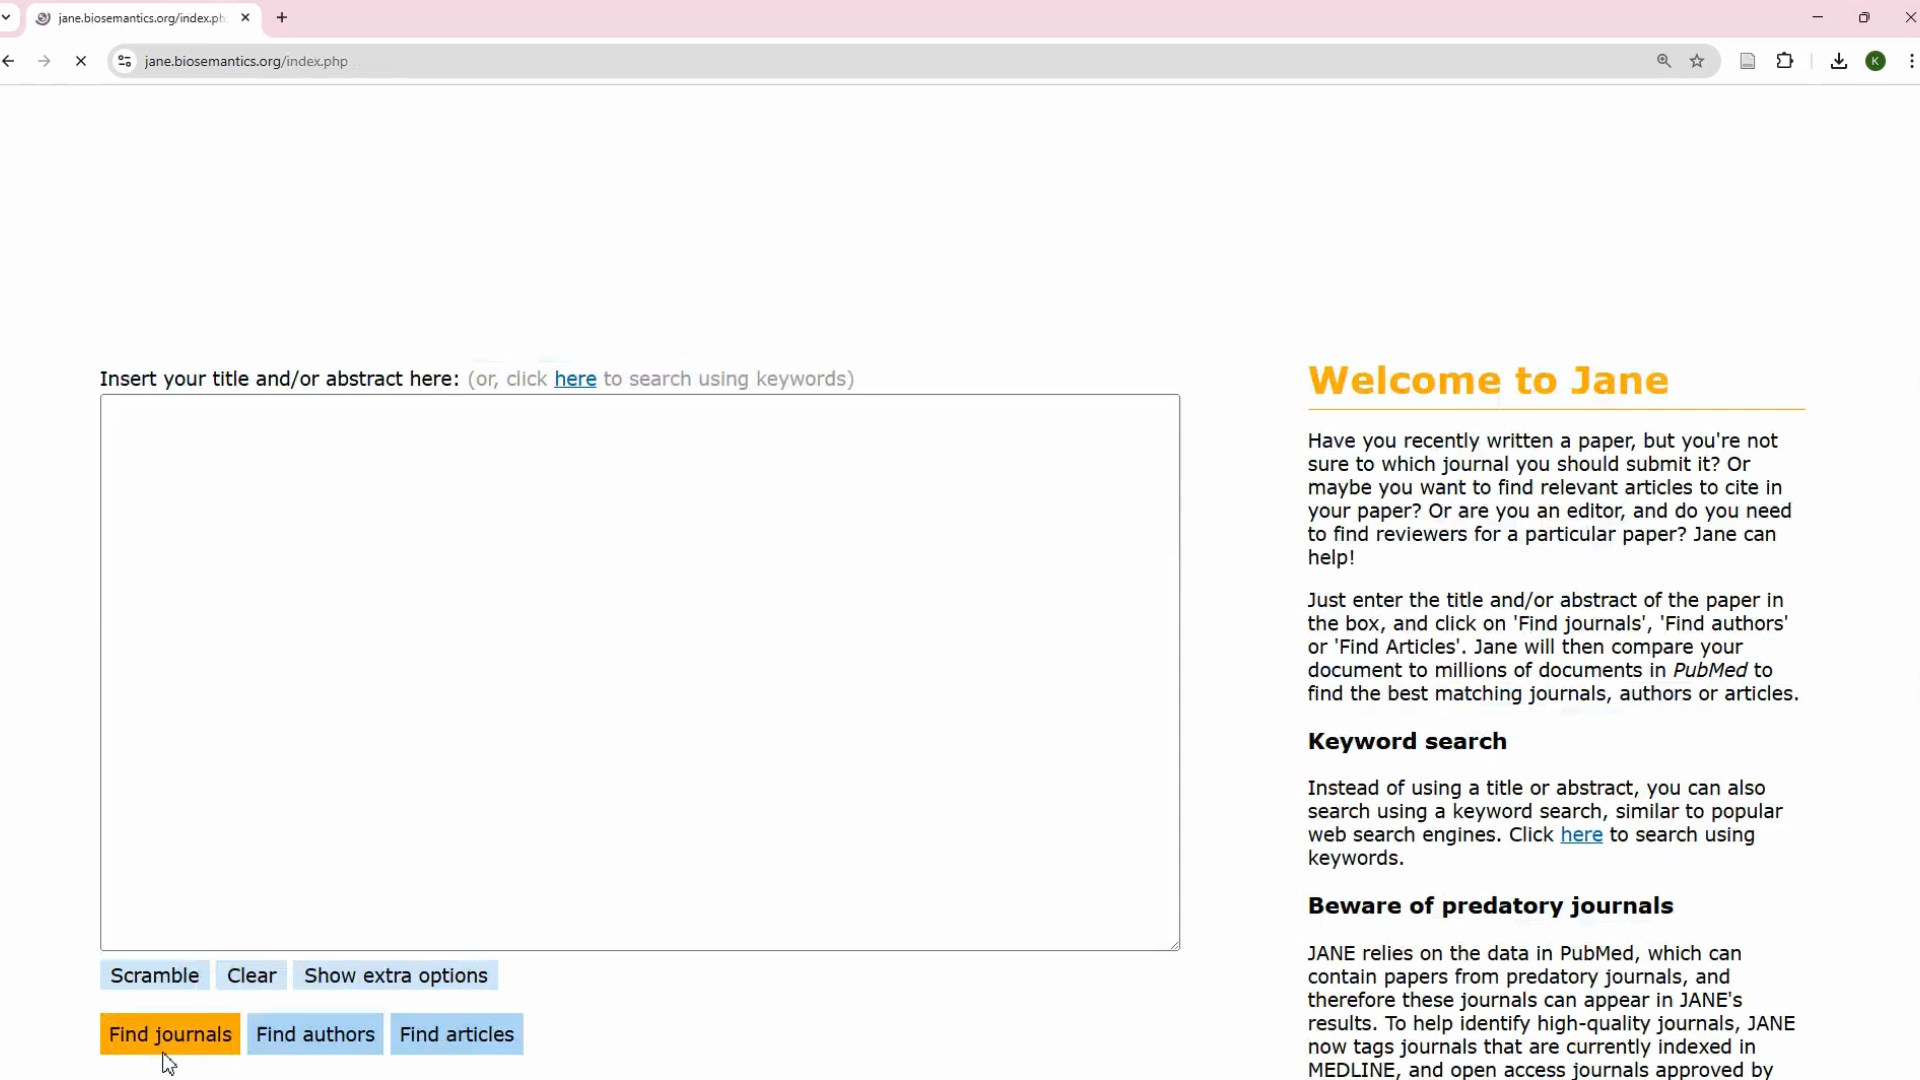 jane.biosemantics.org/index.ph
jane.biosemantics.org/index.php
K
Insert your title and/or abstract here: (or, click here to search using keywords)
Scramble
Clear
Show extra options
Find journals
Find authors
Find articles
Welcome to Jane
Have you recently written a paper, but you're not
sure to which journal you should submit it? Or
maybe you want to find relevant articles to cite in
your paper? Or are you an editor, and do you need
to find reviewers for a particular paper? Jane can
help!
Just enter the title and/or abstract of the paper in
the box, and click on 'Find journals', 'Find authors'
or 'Find Articles'. Jane will then compare your
document to millions of documents in PubMed to
find the best matching journals, authors or articles.
Keyword search
Instead of using a title or abstract, you can also
search using a keyword search, similar to popular
web search engines. Click here to search using
keywords.
Beware of predatory journals
JANE relies on the data in PubMed, which can
contain papers from predatory journals, and
therefore these journals can appear in JANE's
results. To help identify high-quality journals, JANE
now tags journals that are currently indexed in
MEDLINE, and open access journals approved by